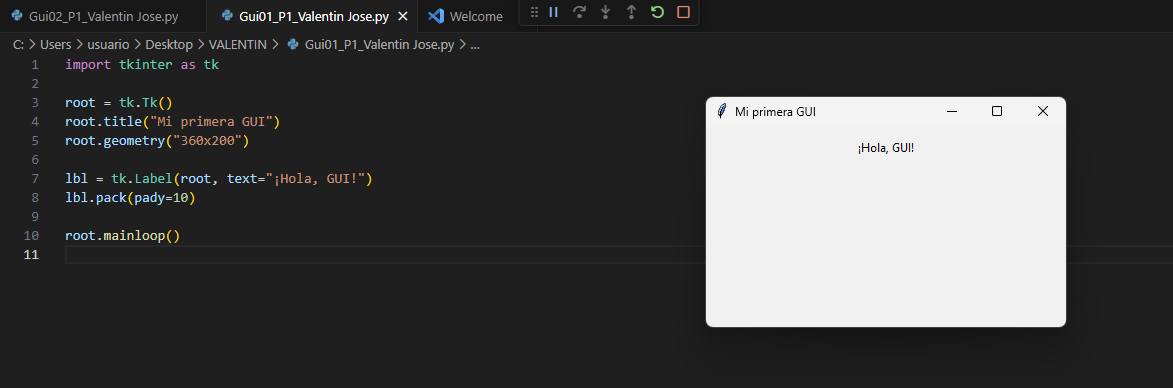 Gui02_P1_Valentin Jose.py Gui01_P1_Valentin Jose.py Welcome
C: > Users > usuario > Desktop > VALENTIN > Gui01_P1_Valentin Jose.py > ...
1 import tkinter as tk
2
3 root = tk.Tk()
4 root.title("Mi primera GUI")
5 root.geometry("360x200")
6
7 lbl = tk.Label(root, text="¡Hola, GUI!")
8 lbl.pack(pady=10)
9
10 root.mainloop()
11
Mi primera GUI
¡Hola, GUI!